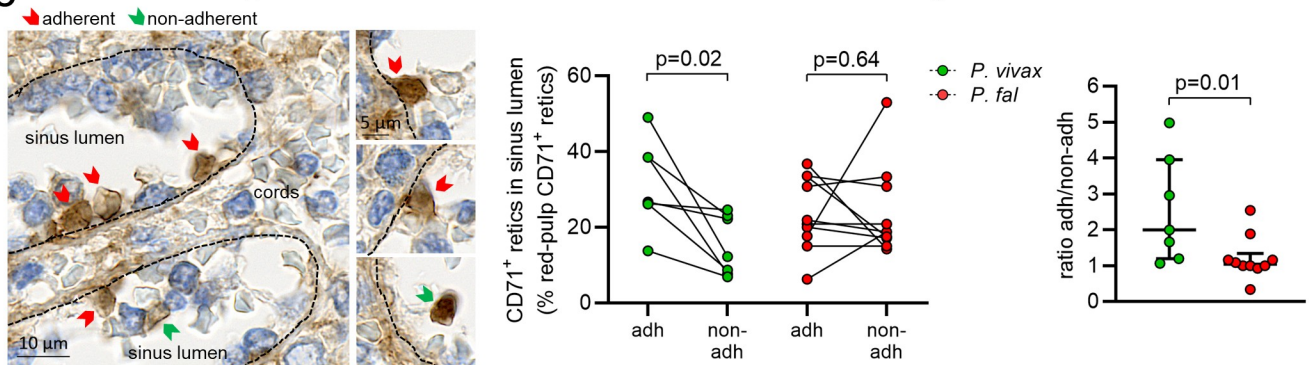 adherent non-adherent
sinus lumen
cords
sinus lumen
10 µm
5 µm
CD71+ retics in sinus lumen
(% red-pulp CD71+ retics)
60
40
20
0
p=0.02
p=0.64
adh
non-
adh
adh
non-
adh
P. vivax
P. fal
ratio adh/non-adh
6
5
4
3
2
1
0
p=0.01